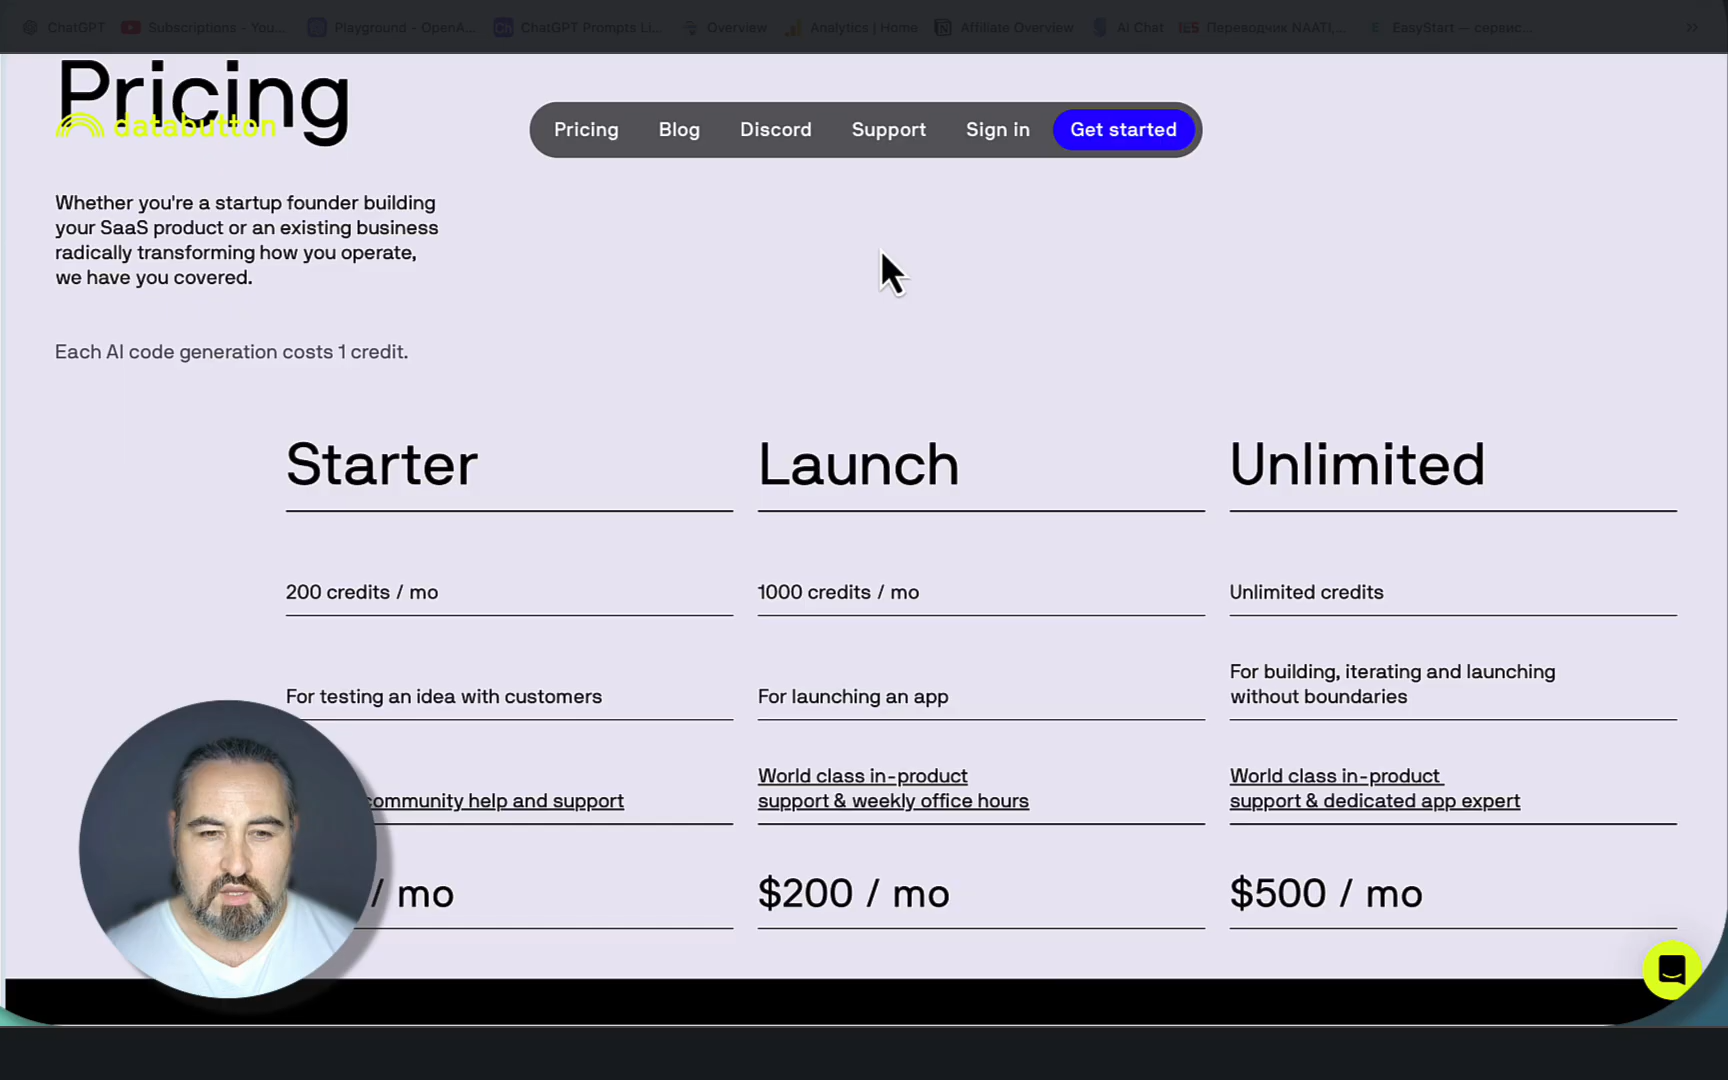 ChatGPT
Subscriptions - You...
Playground - OpenA...
ChatGPT Prompts Li...
Overview
Analytics | Home
Affiliate Overview
AI Chat
IES
Переводчик NAATI,...
E
EasyStart — сервис...
»
Pricing
databutton
Pricing
Blog
Discord
Support
Sign in
Get started
Whether you're a startup founder building
your SaaS product or an existing business
radically transforming how you operate,
we have you covered.
Each AI code generation costs 1 credit.
Starter
Launch
Unlimited
200 credits / mo
1000 credits / mo
Unlimited credits
For testing an idea with customers
For launching an app
For building, iterating and launching
without boundaries
community help and support
World class in-product
support & weekly office hours
World class in-product
support & dedicated app expert
/ mo
$200 / mo
$500 / mo